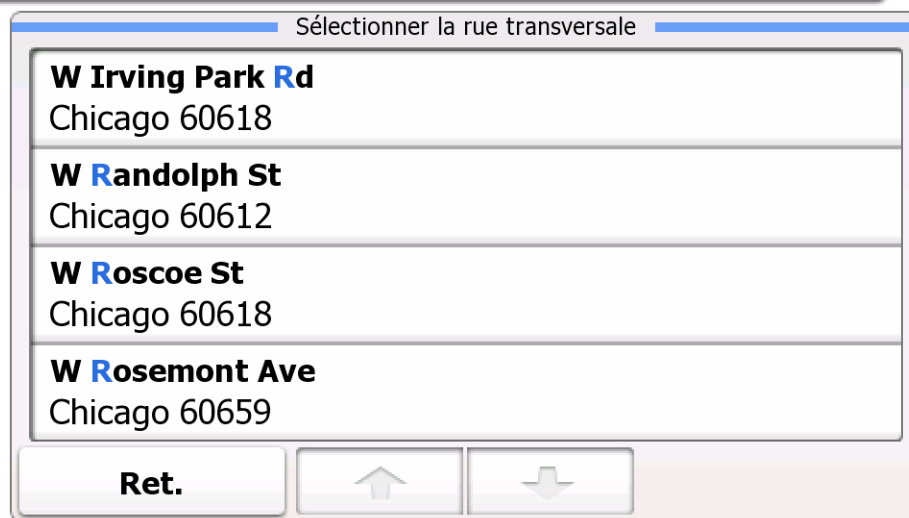 Sélectionner la rue transversale
W Irving Park Rd
Chicago 60618
W Randolph St
Chicago 60612
W Roscoe St
Chicago 60618
W Rosemont Ave
Chicago 60659
Ret.